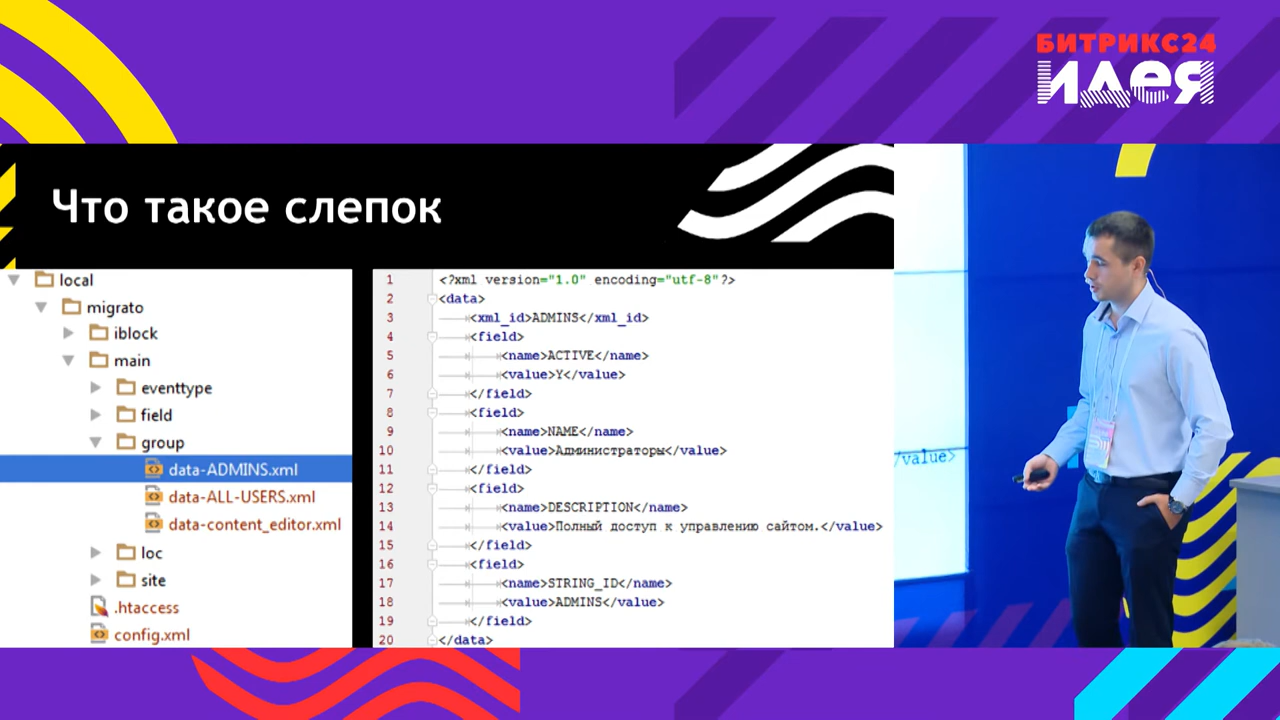 БИТРИКС24
идея
Что такое слепок
local
migrato
iblock
main
eventtype
field
group
data-ADMINS.xml
data-ALL-USERS.xml
data-content_editor.xml
loc
site
.htaccess
config.xml
1 <?xml version="1.0" encoding="utf-8"?>
2 <data>
3 <xml_id>ADMINS</xml_id>
4 <field>
5 <name>ACTIVE</name>
6 <value>Y</value>
7 </field>
8 <field>
9 <name>NAME</name>
10 <value>Администраторы</value>
11 </field>
12 <field>
13 <name>DESCRIPTION</name>
14 <value>Полный доступ к управлению сайтом.</value>
15 </field>
16 <field>
17 <name>STRING_ID</name>
18 <value>ADMINS</value>
19 </field>
20 </data>
/value>